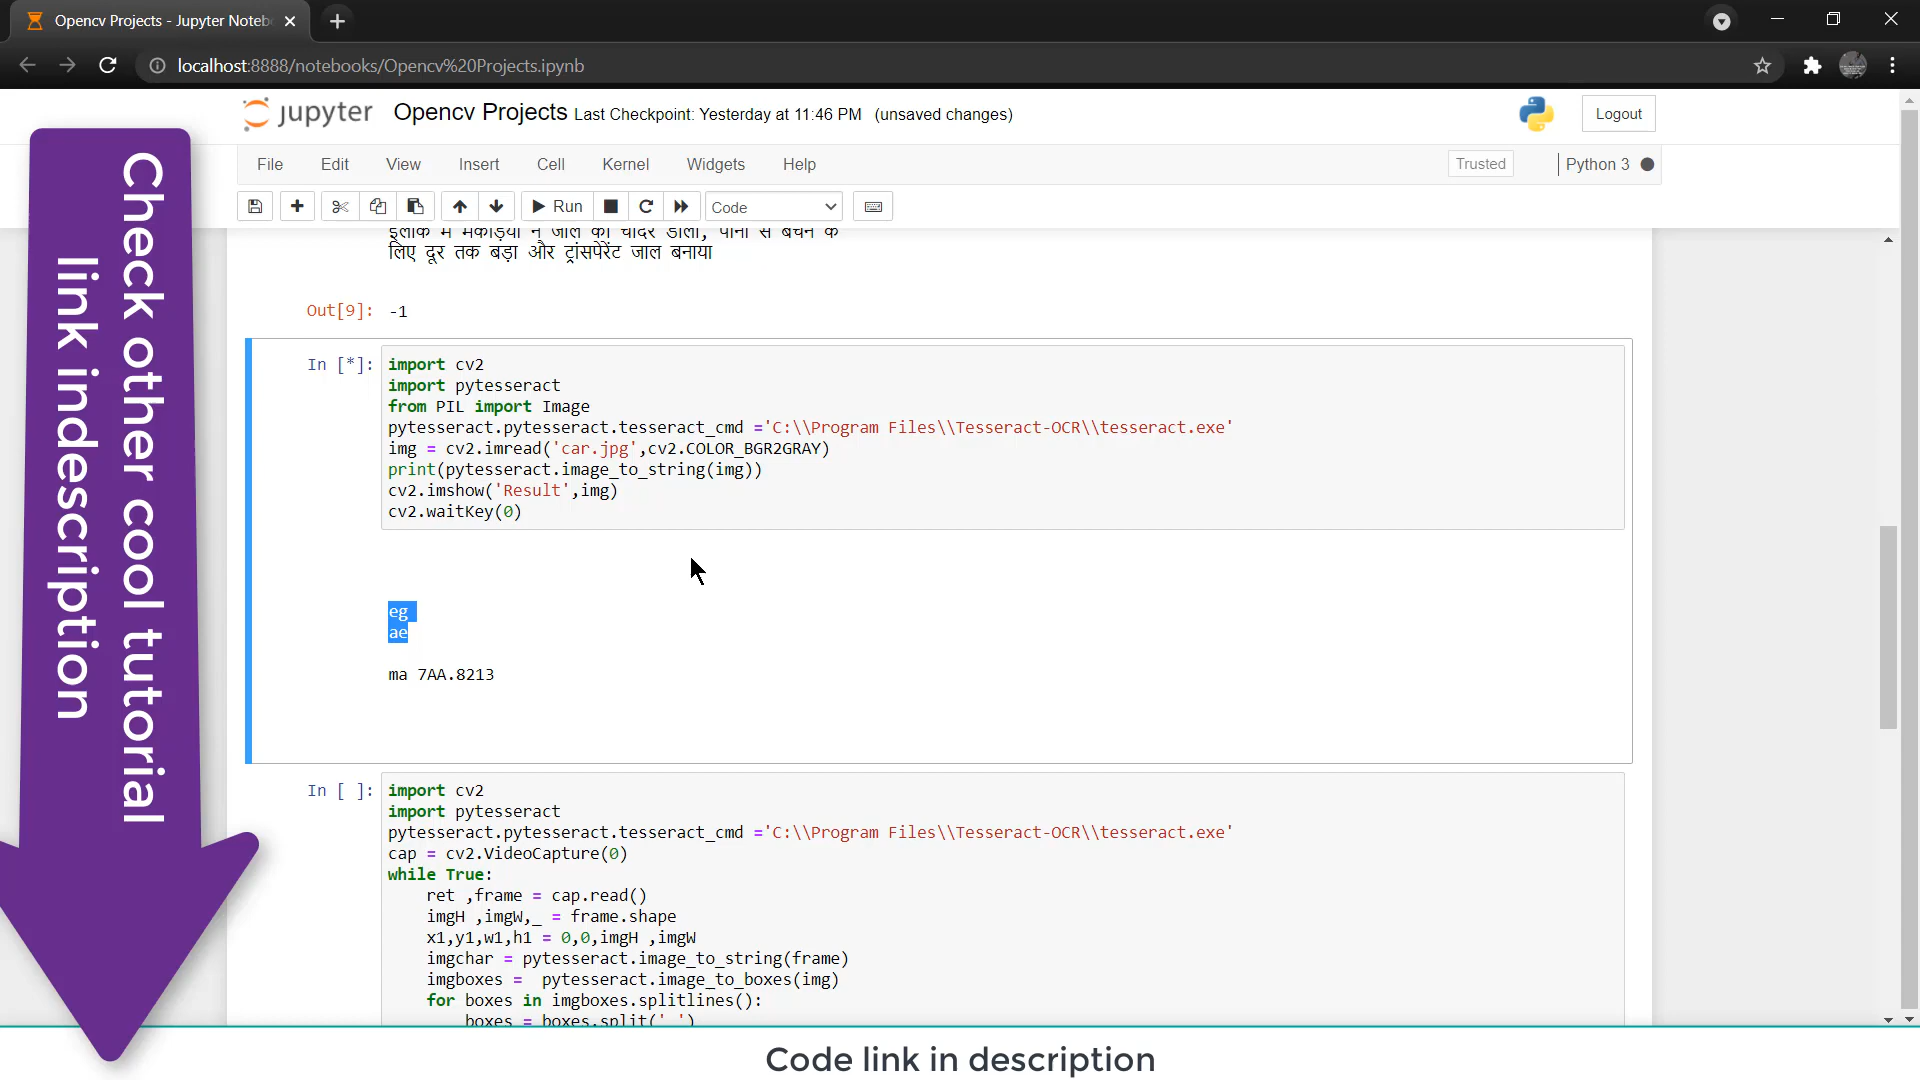 Opencv Projects - Jupyter Noteb
localhost:8888/notebooks/Opencv%20Projects.ipynb
jupyter Opencv Projects Last Checkpoint: Yesterday at 11:46 PM (unsaved changes)
Logout
File Edit View Insert Cell Kernel Widgets Help
Trusted
Python 3
Run
Code
Check other cool tutorial
link indescription
इलाके में मकड़ियों ने जाल की चादर डाली, पानी से बचने के
लिए दूर तक बड़ा और ट्रांसपेरेंट जाल बनाया
Out[9]: -1
In [*]: import cv2
import pytesseract
from PIL import Image
pytesseract.pytesseract.tesseract_cmd ='C:\\Program Files\\Tesseract-OCR\\tesseract.exe'
img = cv2.imread('car.jpg',cv2.COLOR_BGR2GRAY)
print(pytesseract.image_to_string(img))
cv2.imshow('Result',img)
cv2.waitKey(0)
eg
ae
ma 7AA.8213
In [ ]: import cv2
import pytesseract
pytesseract.pytesseract.tesseract_cmd ='C:\\Program Files\\Tesseract-OCR\\tesseract.exe'
cap = cv2.VideoCapture(0)
while True:
ret ,frame = cap.read()
imgH ,imgW,_ = frame.shape
x1,y1,w1,h1 = 0,0,imgH ,imgW
imgchar = pytesseract.image_to_string(frame)
imgboxes =  pytesseract.image_to_boxes(img)
for boxes in imgboxes.splitlines():
boxes = boxes.split(' ')
Code link in description